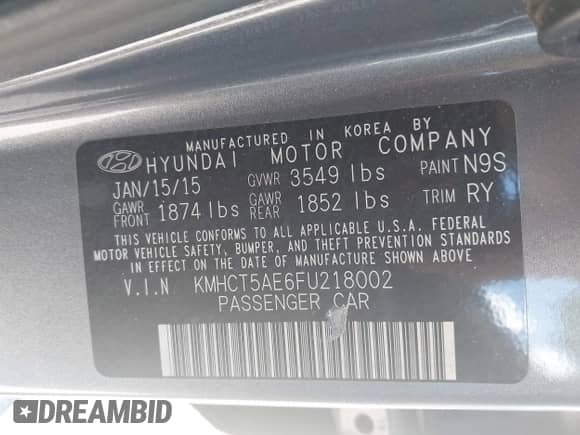 MANUFACTURED IN KOREA BY
HYUNDAI MOTOR COMPANY
JAN/15/15 GVWR 3549 lbs PAINT N9S
GAWR FRONT 1874 lbs GAWR REAR 1852 lbs TRIM RY
THIS VEHICLE CONFORMS TO ALL APPLICABLE U.S.A. FEDERAL
MOTOR VEHICLE SAFETY, BUMPER, AND THEFT PREVENTION STANDARDS
IN EFFECT ON THE DATE OF MANUFACTURE SHOWN ABOVE
V.I.N KMHCT5AE6FU218002
PASSENGER CAR
DREAMBID